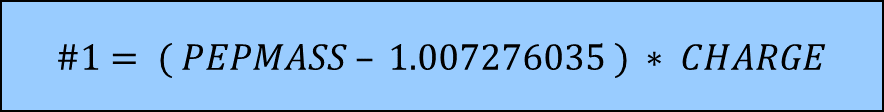 #1 = ( PEPMASS – 1.007276035 ) * CHARGE